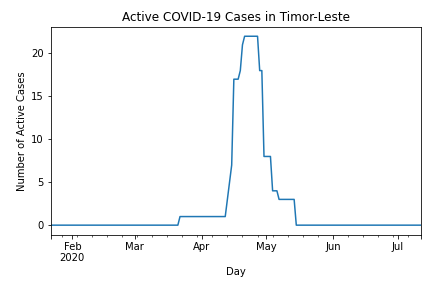 Active COVID-19 Cases in Timor-Leste
Number of Active Cases
20
15
10
5
0
Feb Mar Apr May Jun Jul
2020
Day